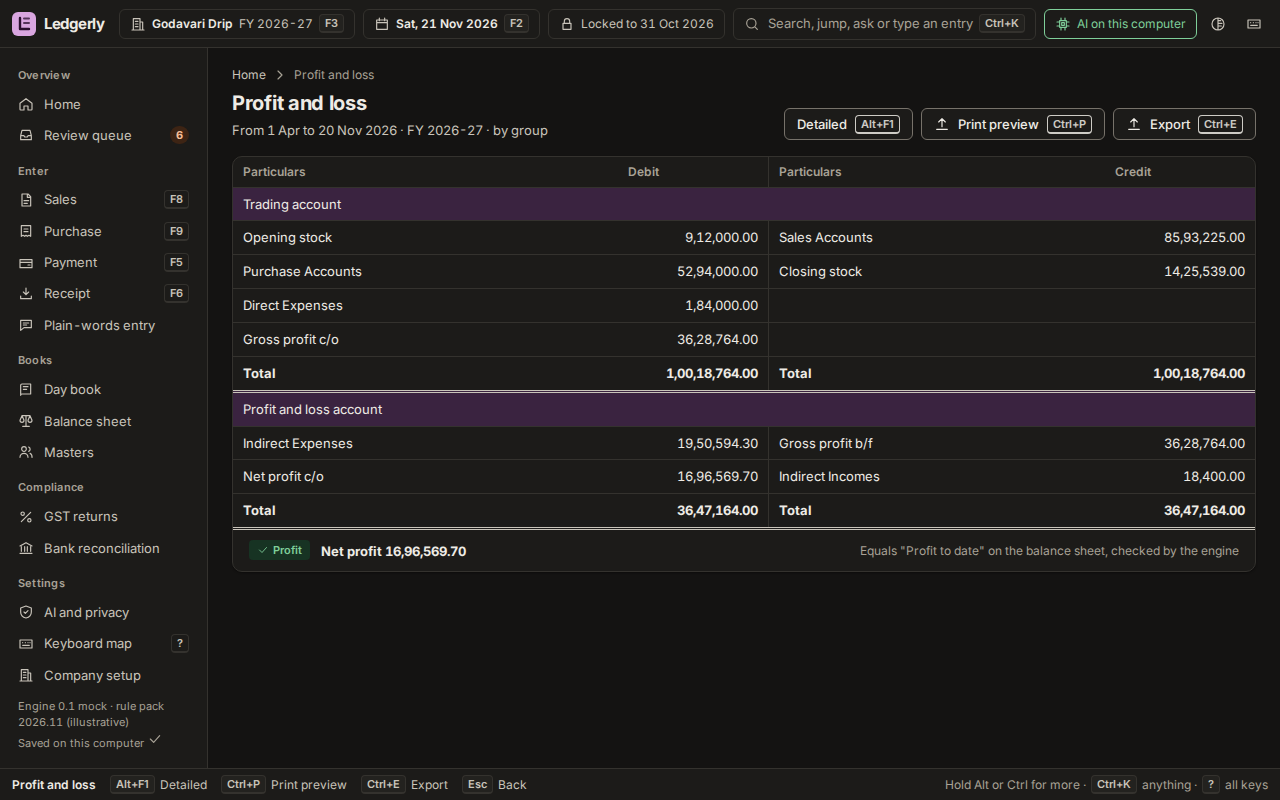 Ledgerly
Godavari Drip FY 2026-27 F3
Sat, 21 Nov 2026 F2
Locked to 31 Oct 2026
Search, jump, ask or type an entry Ctrl+K
AI on this computer
Overview
Home
Review queue 6
Enter
Sales F8
Purchase F9
Payment F5
Receipt F6
Plain-words entry
Books
Day book
Balance sheet
Masters
Compliance
GST returns
Bank reconciliation
Settings
AI and privacy
Keyboard map ?
Company setup
Engine 0.1 mock · rule pack
2026.11 (illustrative)
Saved on this computer
Home Profit and loss
Profit and loss
From 1 Apr to 20 Nov 2026 · FY 2026-27 · by group
Detailed Alt+F1
Print preview Ctrl+P
Export Ctrl+E
Particulars Debit Particulars Credit
Trading account
Opening stock 9,12,000.00 Sales Accounts 85,93,225.00
Purchase Accounts 52,94,000.00 Closing stock 14,25,539.00
Direct Expenses 1,84,000.00
Gross profit c/o 36,28,764.00
Total 1,00,18,764.00 Total 1,00,18,764.00
Profit and loss account
Indirect Expenses 19,50,594.30 Gross profit b/f 36,28,764.00
Net profit c/o 16,96,569.70 Indirect Incomes 18,400.00
Total 36,47,164.00 Total 36,47,164.00
Profit Net profit 16,96,569.70 Equals "Profit to date" on the balance sheet, checked by the engine
Profit and loss Alt+F1 Detailed Ctrl+P Print preview Ctrl+E Export Esc Back Hold Alt or Ctrl for more · Ctrl+K anything · ? all keys